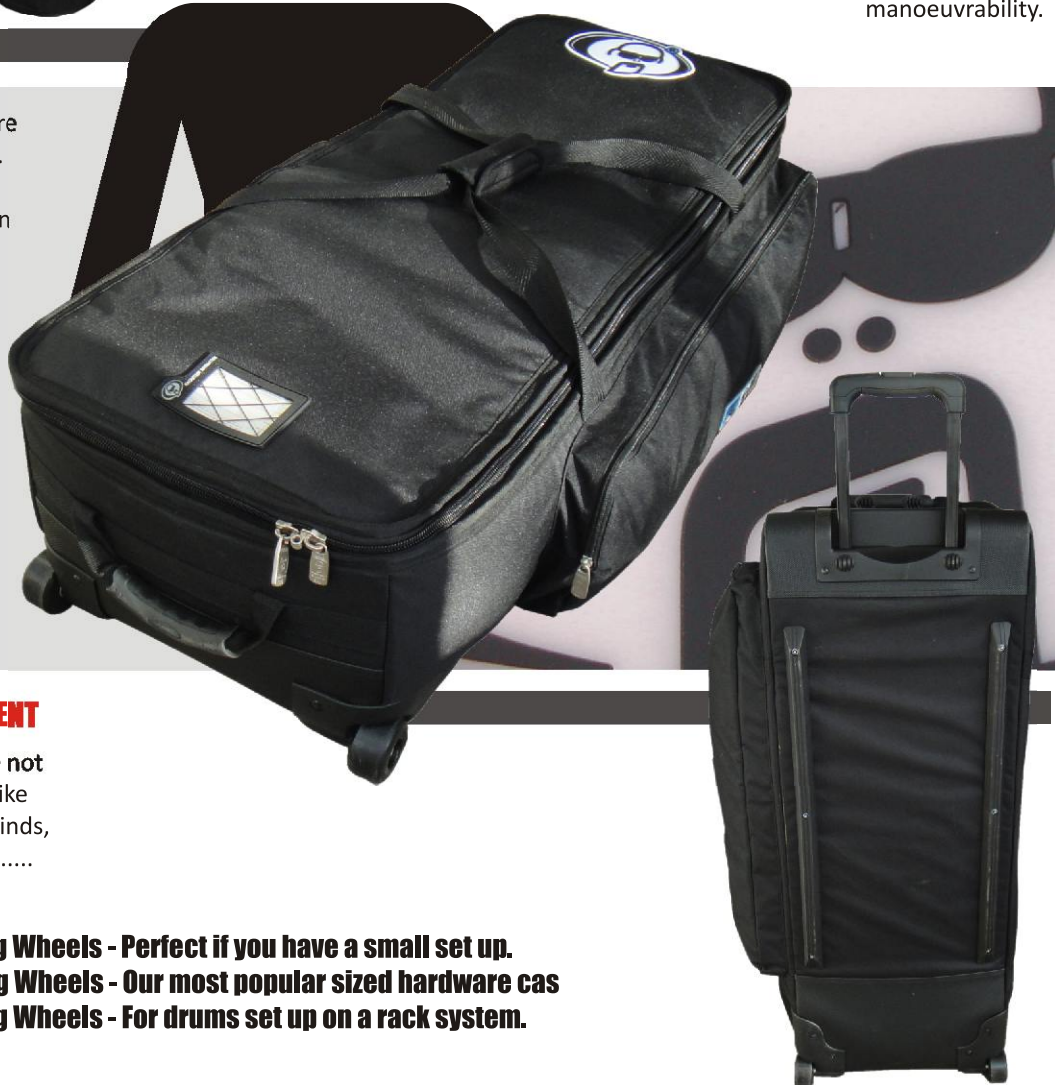 manoeuvrability.
re
.
n
ENT
not
ike
inds,
.....
g Wheels - Perfect if you have a small set up.
g Wheels - Our most popular sized hardware cas
g Wheels - For drums set up on a rack system.